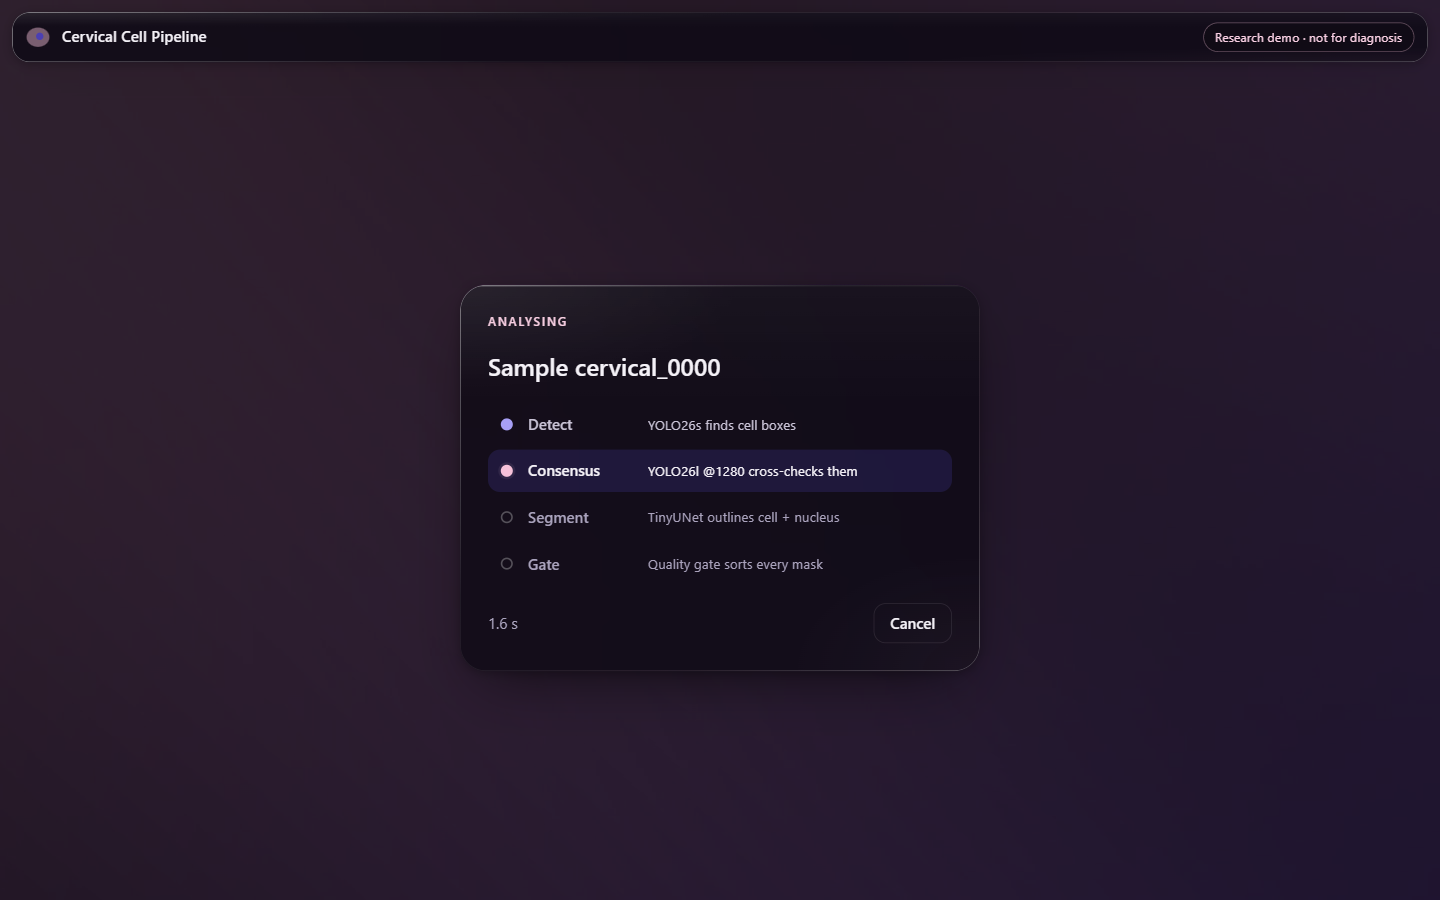 Cervical Cell Pipeline
Research demo · not for diagnosis
ANALYSING
Sample cervical_0000
Detect YOLO26s finds cell boxes
Consensus YOLO26l @1280 cross-checks them
Segment TinyUNet outlines cell + nucleus
Gate Quality gate sorts every mask
1.6 s
Cancel